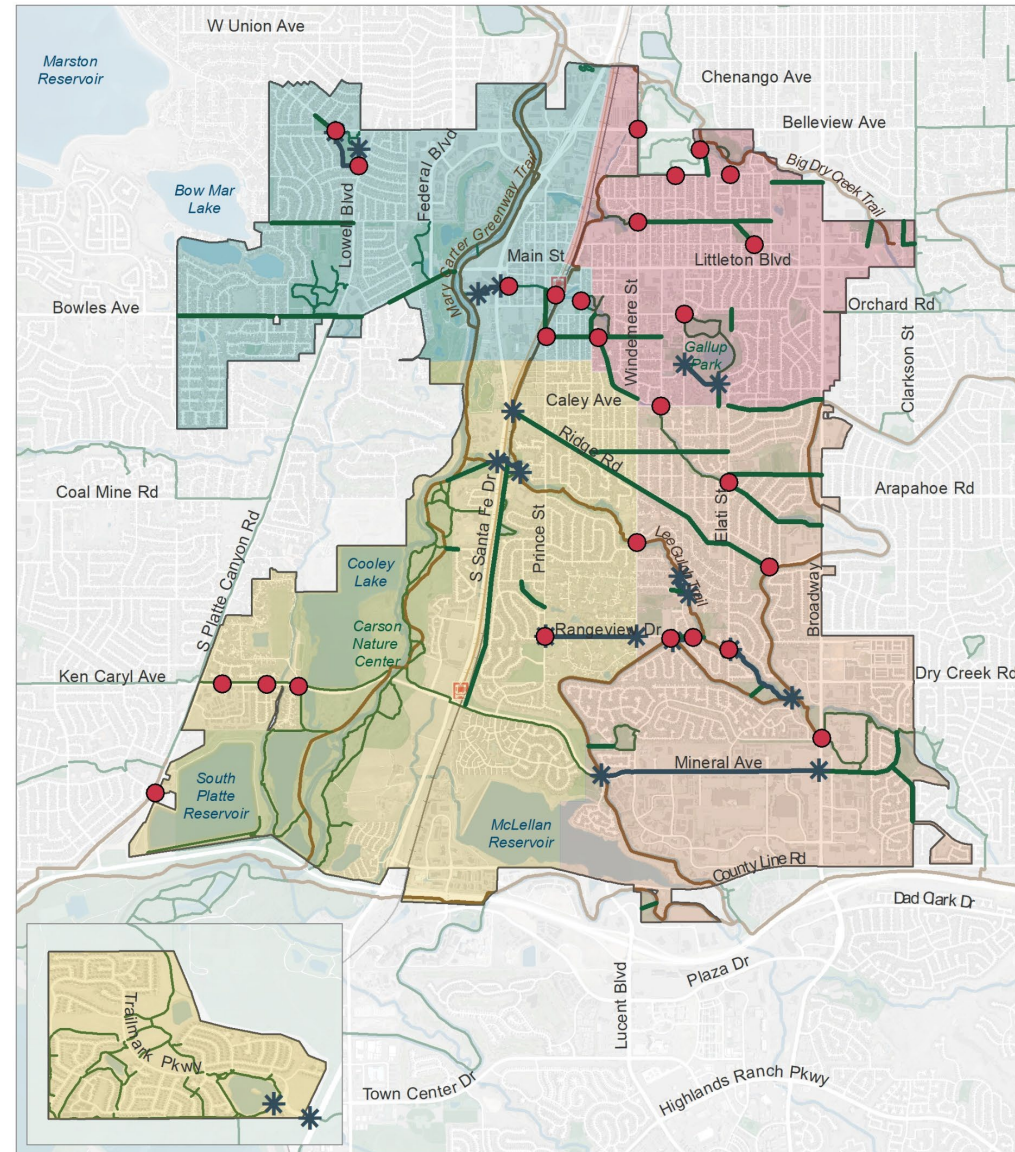 W Union Ave
Marston
Reservoir
Chenango Ave
Belleview Ave
Big Dry Creek Trail
Federal Blvd
Mary Carter Greenway Trail
Bow Mar
Lake
Lowell Blvd
Main St
Littleton Blvd
Bowles Ave
Orchard Rd
Windemere St
Gallup
Park
Clarkson St
Caley Ave
Ridge Rd
Coal Mine Rd
Arapahoe Rd
S Platte Canyon Rd
S Santa Fe Dr
Prince St
Elati St
Lee Gulch Trail
Broadway
Cooley
Lake
Carson
Nature
Center
Rangeview Dr
Ken Caryl Ave
Dry Creek Rd
Mineral Ave
South
Platte
Reservoir
McLellan
Reservoir
County Line Rd
Dad Clark Dr
Plaza Dr
Lucent Blvd
Trailmark Pkwy
Town Center Dr
Highlands Ranch Pkwy